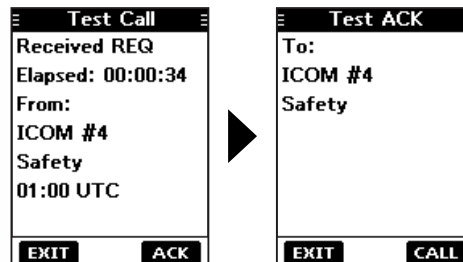 Test Call
Received REQ
Elapsed: 00:00:34
From:
ICOM #4
Safety
01:00 UTC
EXIT ACK
Test ACK
To:
ICOM #4
Safety
EXIT CALL